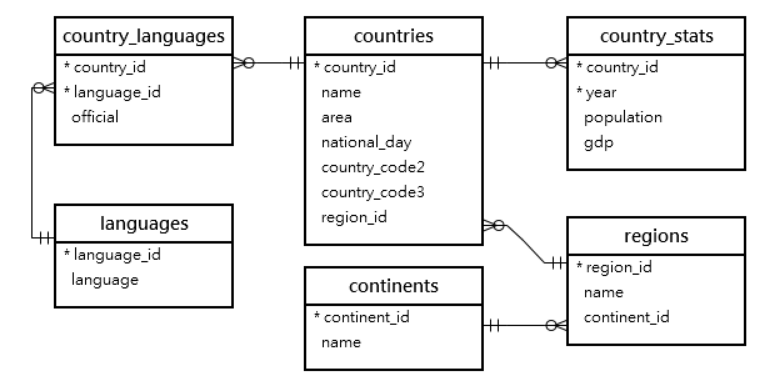 country_languages
* country_id
* language_id
official
countries
* country_id
name
area
national_day
country_code2
country_code3
region_id
country_stats
* country_id
* year
population
gdp
languages
* language_id
language
continents
* continent_id
name
regions
* region_id
name
continent_id